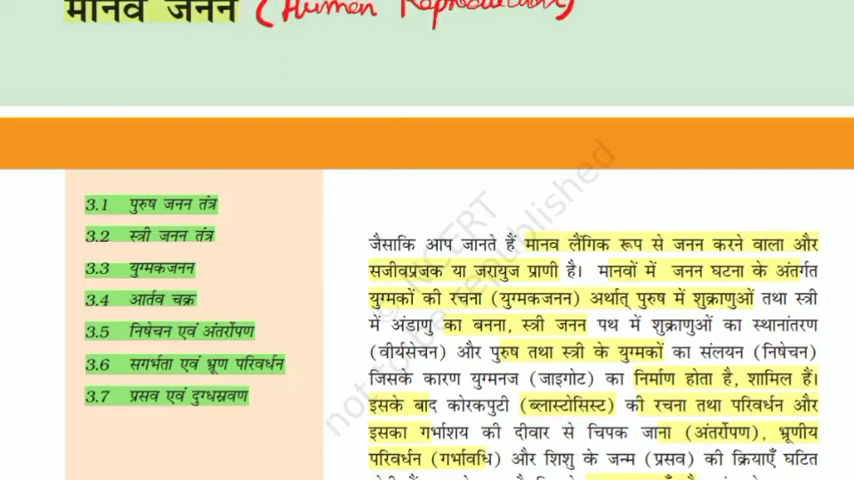 मानव जनन (Human Reproduction)
3.1 पुरुष जनन तंत्र
3.2 स्त्री जनन तंत्र
3.3 युग्मकजनन
3.4 आर्तव चक्र
3.5 निषेचन एवं अंतर्रोपण
3.6 सगर्भता एवं भ्रूण परिवर्धन
3.7 प्रसव एवं दुग्धस्रवण
जैसाकि आप जानते हैं मानव लैंगिक रूप से जनन करने वाला और
सजीवप्रजक या जरायुज प्राणी है। मानवों में जनन घटना के अंतर्गत
युग्मकों की रचना (युग्मकजनन) अर्थात् पुरुष में शुक्राणुओं तथा स्त्री
में अंडाणु का बनना, स्त्री जनन पथ में शुक्राणुओं का स्थानांतरण
(वीर्यसेचन) और पुरुष तथा स्त्री के युग्मकों का संलयन (निषेचन)
जिसके कारण युग्मनज (जाइगोट) का निर्माण होता है, शामिल हैं।
इसके बाद कोरकपुटी (ब्लास्टोसिस्ट) की रचना तथा परिवर्धन और
इसका गर्भाशय की दीवार से चिपक जाना (अंतर्रोपण), भ्रूणीय
परिवर्धन (गर्भावधि) और शिशु के जन्म (प्रसव) की क्रियाएँ घटित
© NCERT
not to be republished